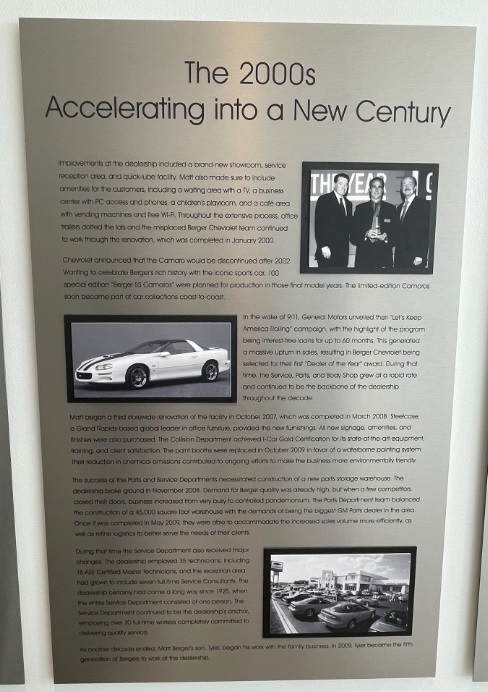 The 2000s
Accelerating into a New Century
Improvements at the dealership included a brand-new showroom, service
reception area, and quick-lube facility. Matt also made sure to include
amenities for the customers, including a waiting area with a TV, a business
center with PC access and phones, a children's playroom, and a café area
with vending machines and free Wi-Fi. Throughout the extensive process, office
trailers dotted the lots and the misplaced Berger Chevrolet team continued
to work through the renovation, which was completed in January 2000.
THE YEAR
Chevrolet announced that the Camaro would be discontinued after 2002.
Wanting to celebrate Berger's rich history with the iconic sports car, 100
special edition "Berger SS Camaros" were planned for production in those final model years. The limited-edition Camaros
soon became part of car collections coast-to-coast.
In the wake of 9/11, General Motors unveiled their "Let's Keep
America Rolling" campaign, with the highlight of the program
being interest-free loans for up to 60 months. This generated
a massive upturn in sales, resulting in Berger Chevrolet being
selected for their first "Dealer of the Year" award. During that
time, the Service, Parts, and Body Shop grew at a rapid rate
and continued to be the backbone of the dealership
throughout the decade.
Matt began a third storewide renovation of the facility in October 2007, which was completed in March 2008. Steelcase,
a Grand Rapids-based global leader in office furniture, provided the new furnishings. All new signage, amenities, and
finishes were also purchased. The Collision Department achieved I-Car Gold Certification for its state-of-the-art equipment,
training, and client satisfaction. The paint booths were replaced in October 2009 in favor of a waterborne painting system.
Their reduction in chemical emissions contributed to ongoing efforts to make the business more environmentally friendly.
The success of the Parts and Service Departments necessitated construction of a new parts storage warehouse. The
dealership broke ground in November 2008. Demand for Berger quality was already high, but when a few competitors
closed their doors, business increased from very busy to controlled pandemonium. The Parts Department team balanced
the construction of a 45,000 square-foot warehouse with the demands of being the biggest GM Parts dealer in the area.
Once it was completed in May 2009, they were able to accommodate the increased sales volume more efficiently, as
well as refine logistics to better serve the needs of their clients.
During that time the Service Department also received major
changes. The dealership employed 35 technicians, including
18 ASE Certified Master Technicians, and the reception area
had grown to include seven full-time Service Consultants. The
dealership certainly had come a long way since 1925, when
the entire Service Department consisted of one person. The
Service Department continued to be the dealership's anchor,
employing over 70 full-time workers completely committed to
delivering quality service.
As another decade ended, Matt Berger's son, Tyler, began his work with the family business. In 2009, Tyler became the fifth
generation of Bergers to work at the dealership.